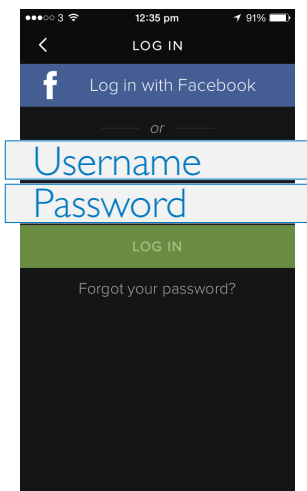 3 12:35 pm 91%
LOG IN
f Log in with Facebook
or
Username
Password
LOG IN
Forgot your password?